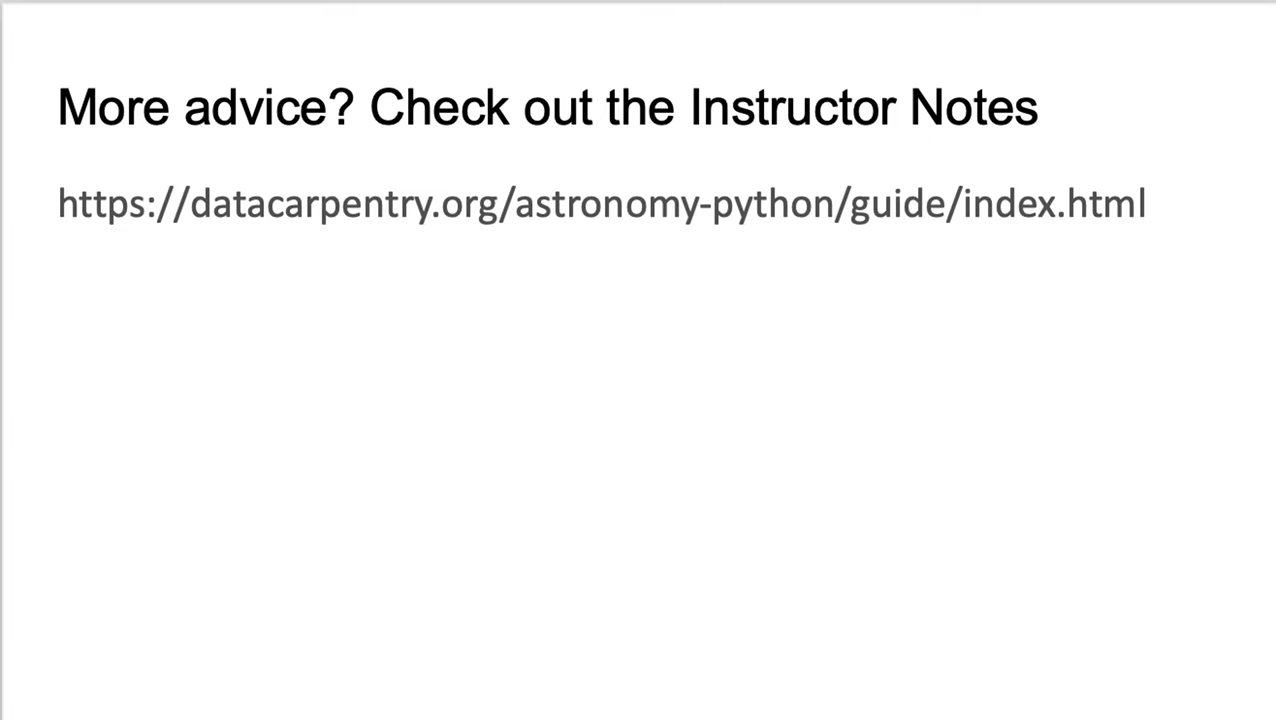 More advice? Check out the Instructor Notes
https://datacarpentry.org/astronomy-python/guide/index.html